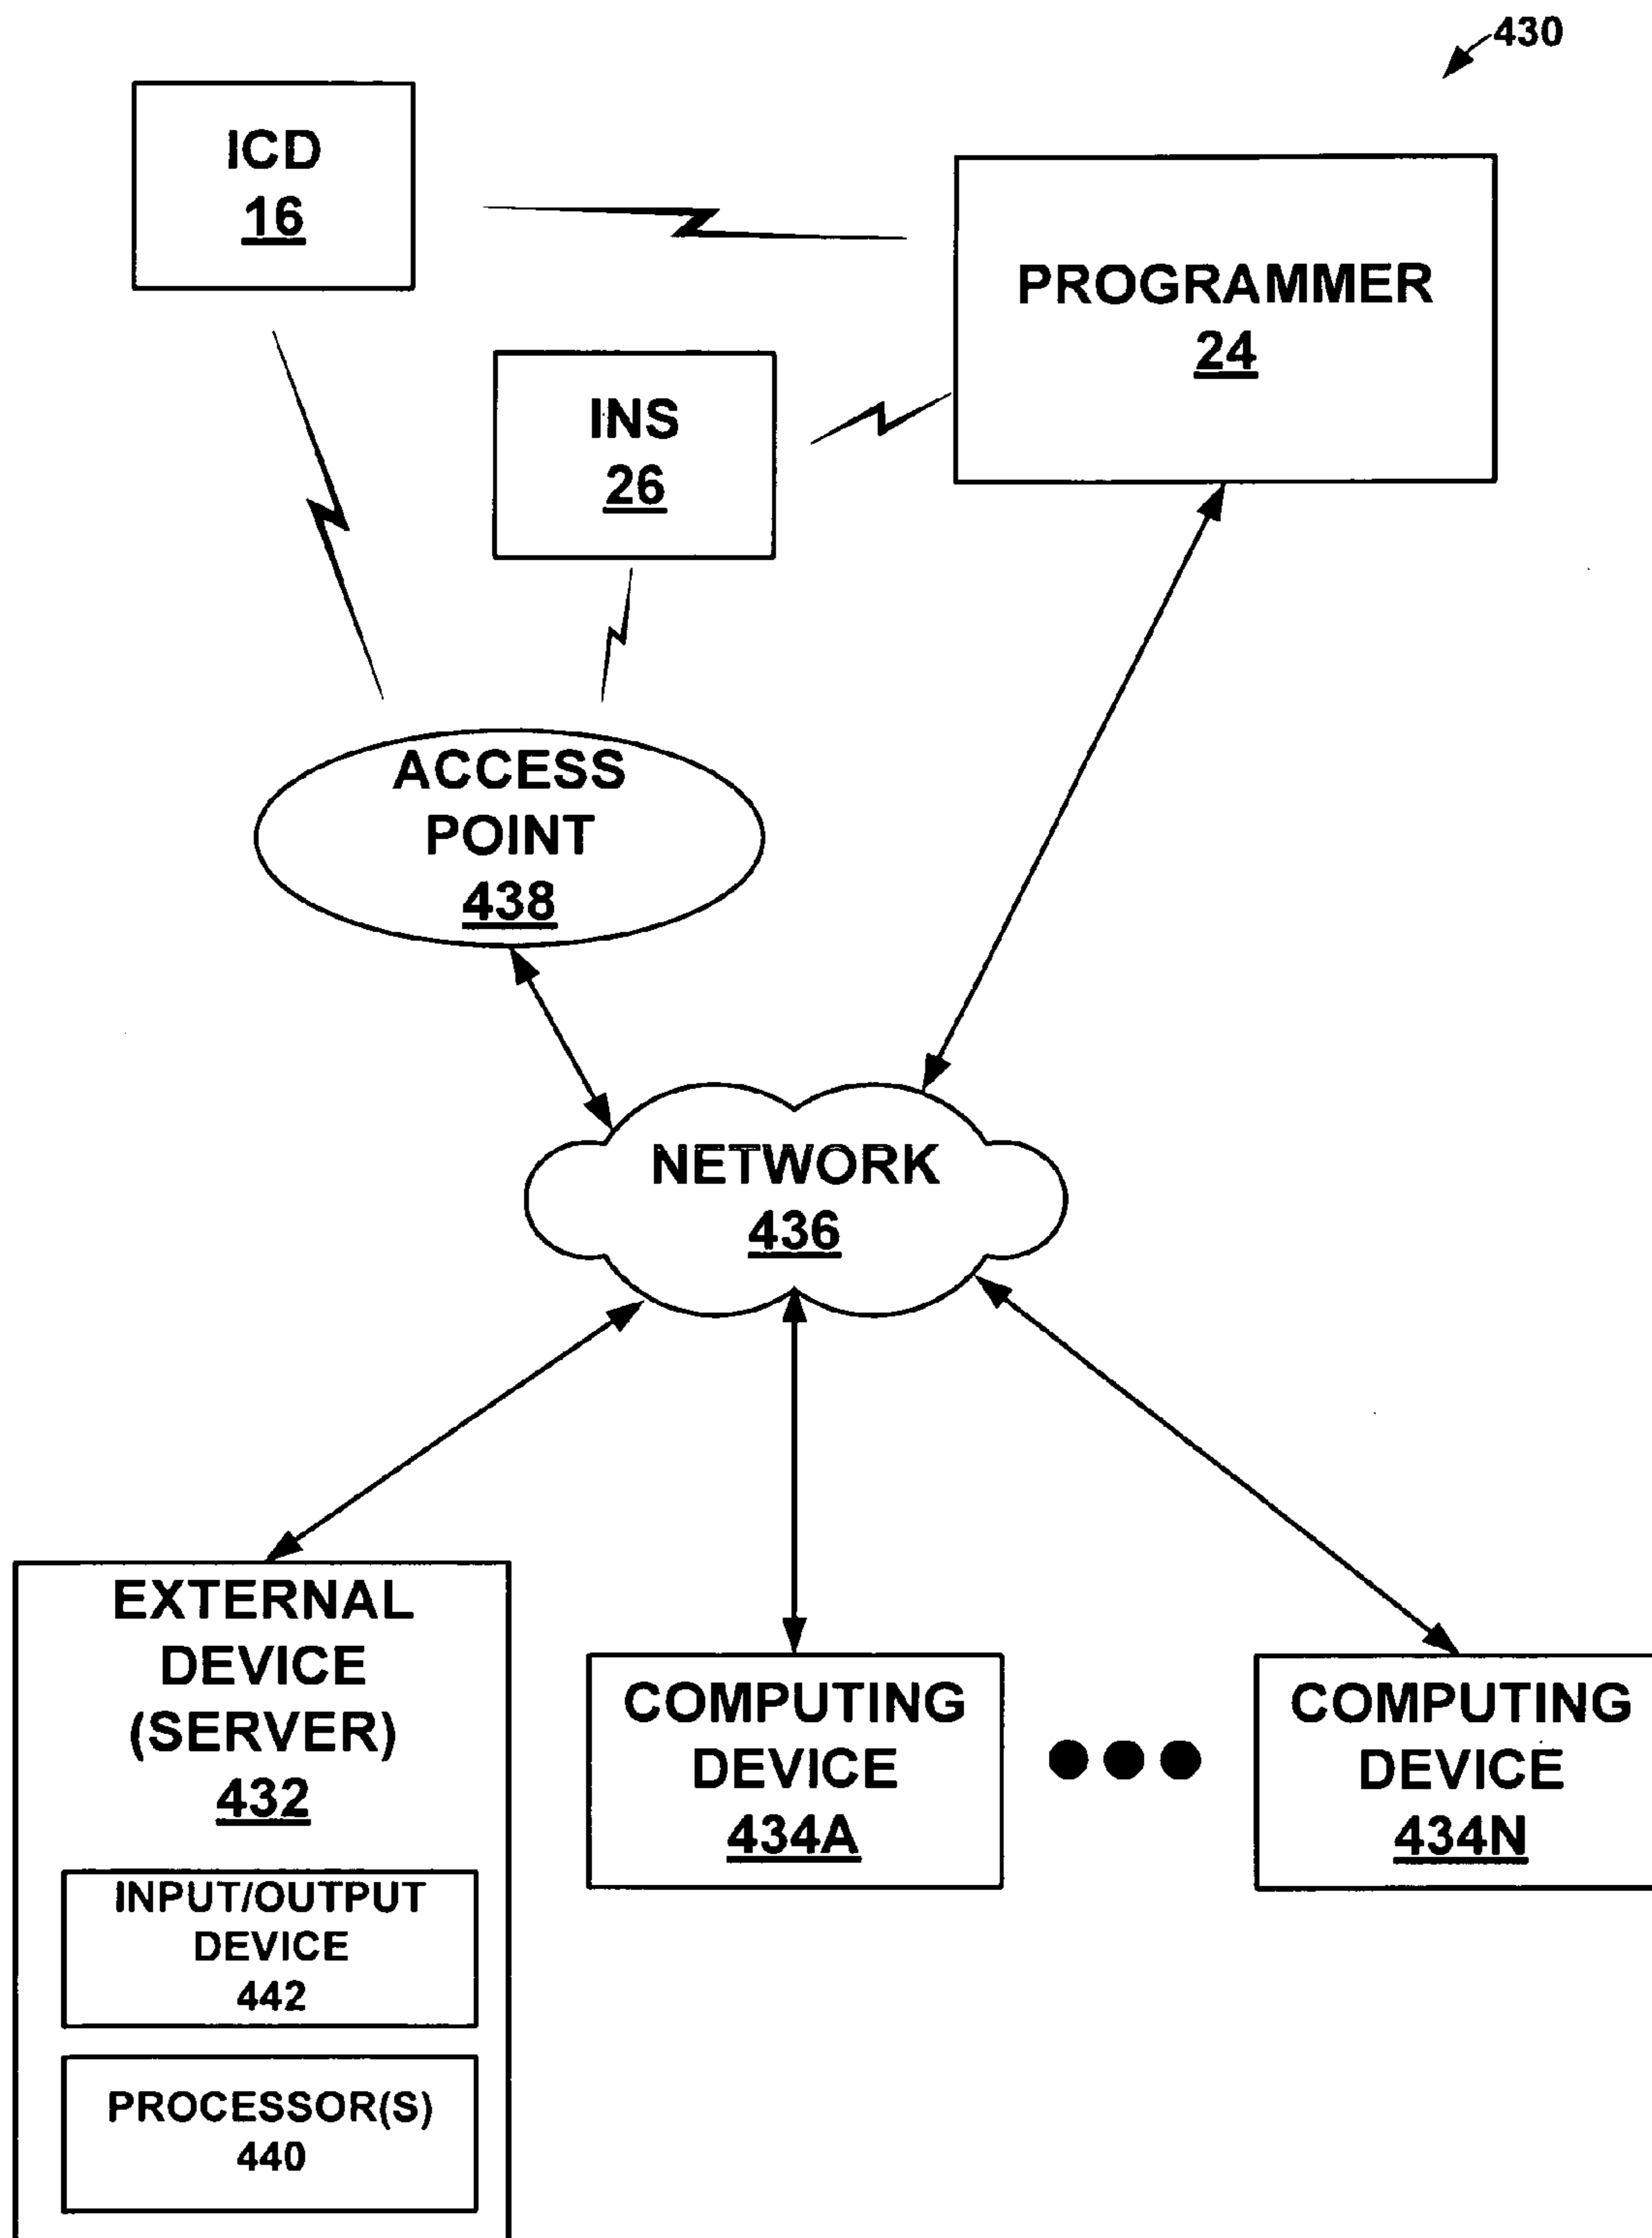 430
ICD
16
PROGRAMMER
24
INS
26
ACCESS
POINT
438
NETWORK
436
EXTERNAL
DEVICE
(SERVER)
432
INPUT/OUTPUT
DEVICE
442
PROCESSOR(S)
440
COMPUTING
DEVICE
434A
COMPUTING
DEVICE
434N